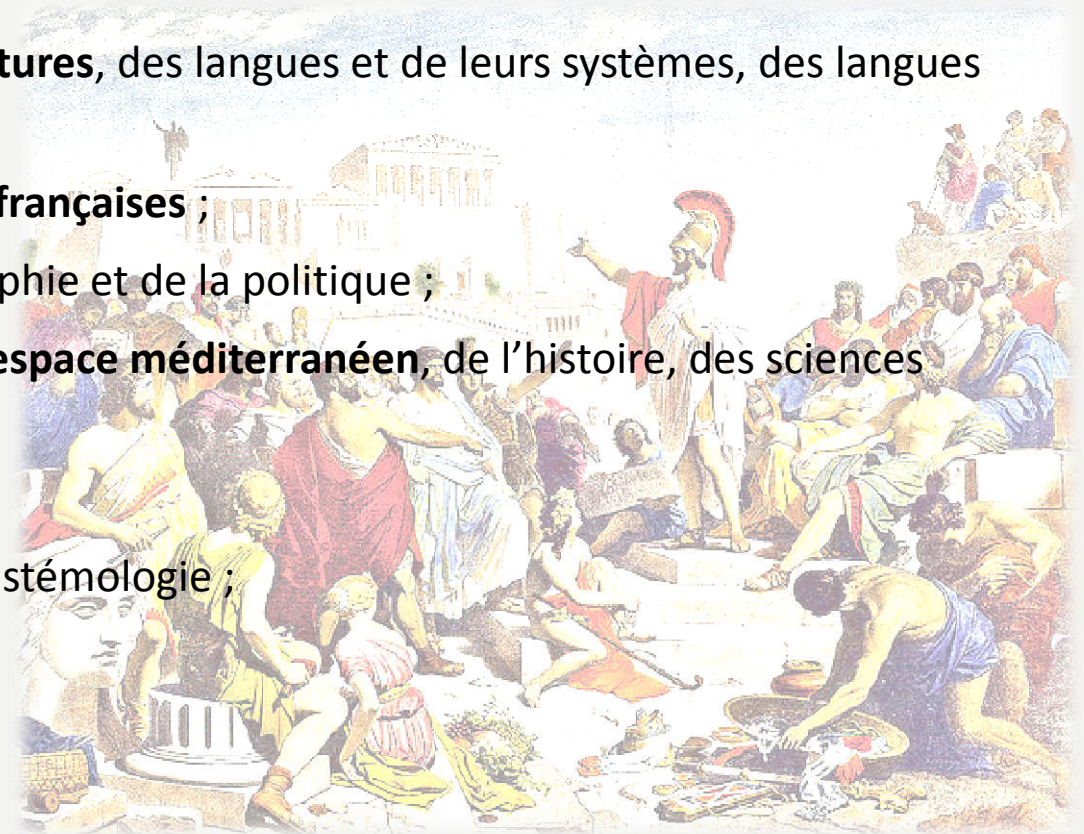 tures, des langues et de leurs systèmes, des langues
françaises ;
phie et de la politique ;
espace méditerranéen, de l’histoire, des sciences
stémologie ;